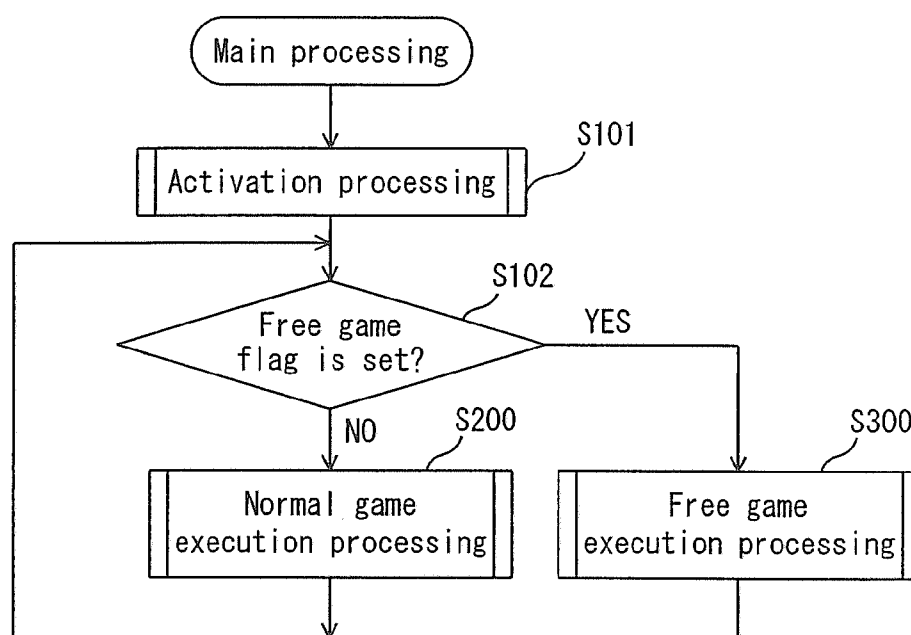 Main processing
S101
Activation processing
S102
Free game
flag is set?
YES
NO
S200
S300
Normal game
execution processing
Free game
execution processing